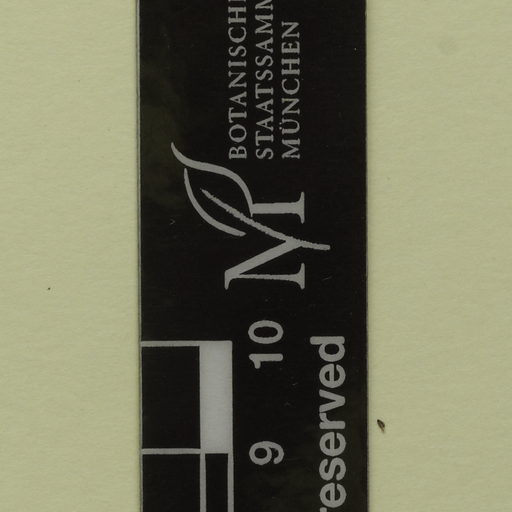 BOTANISCHE
STAATSSAMM
MÜNCHEN
M
9 10
reserved